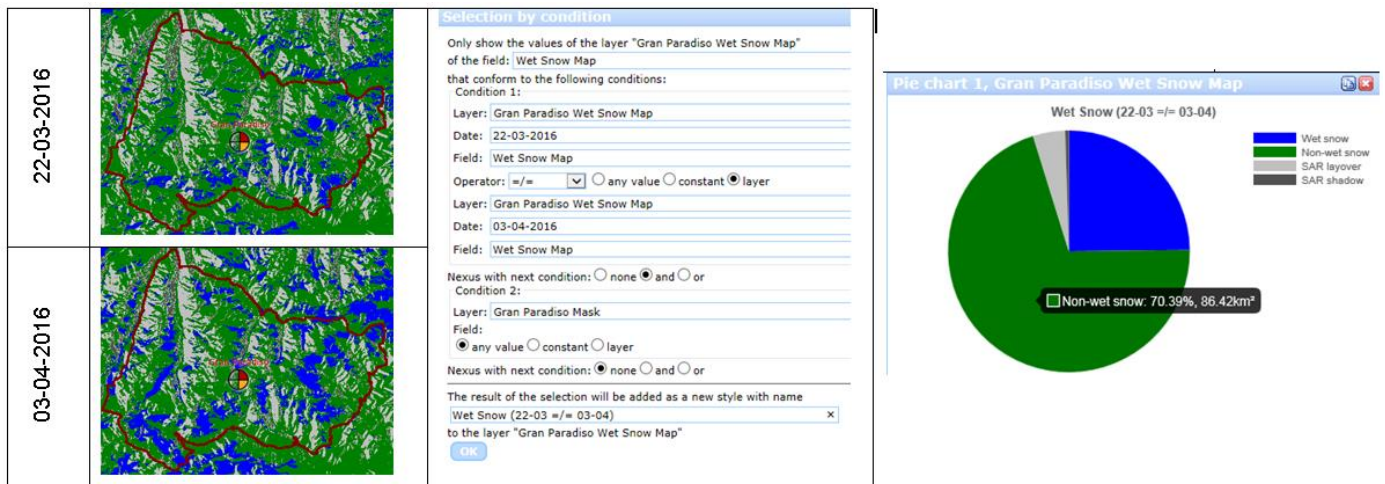 22-03-2016
Gran Paradiso
03-04-2016
Gran Paradiso
Selection by condition
Only show the values of the layer "Gran Paradiso Wet Snow Map"
of the field: Wet Snow Map
that conform to the following conditions:
Condition 1:
Layer: Gran Paradiso Wet Snow Map
Date: 22-03-2016
Field: Wet Snow Map
Operator: =/= any value constant layer
Layer: Gran Paradiso Wet Snow Map
Date: 03-04-2016
Field: Wet Snow Map
Nexus with next condition: none and or
Condition 2:
Layer: Gran Paradiso Mask
Field:
any value constant layer
Nexus with next condition: none and or
The result of the selection will be added as a new style with name
Wet Snow (22-03 =/= 03-04) ×
to the layer "Gran Paradiso Wet Snow Map"
OK
Pie chart 1, Gran Paradiso Wet Snow Map
Wet Snow (22-03 =/= 03-04)
Wet snow
Non-wet snow
SAR layover
SAR shadow
Non-wet snow: 70.39%, 86.42km²